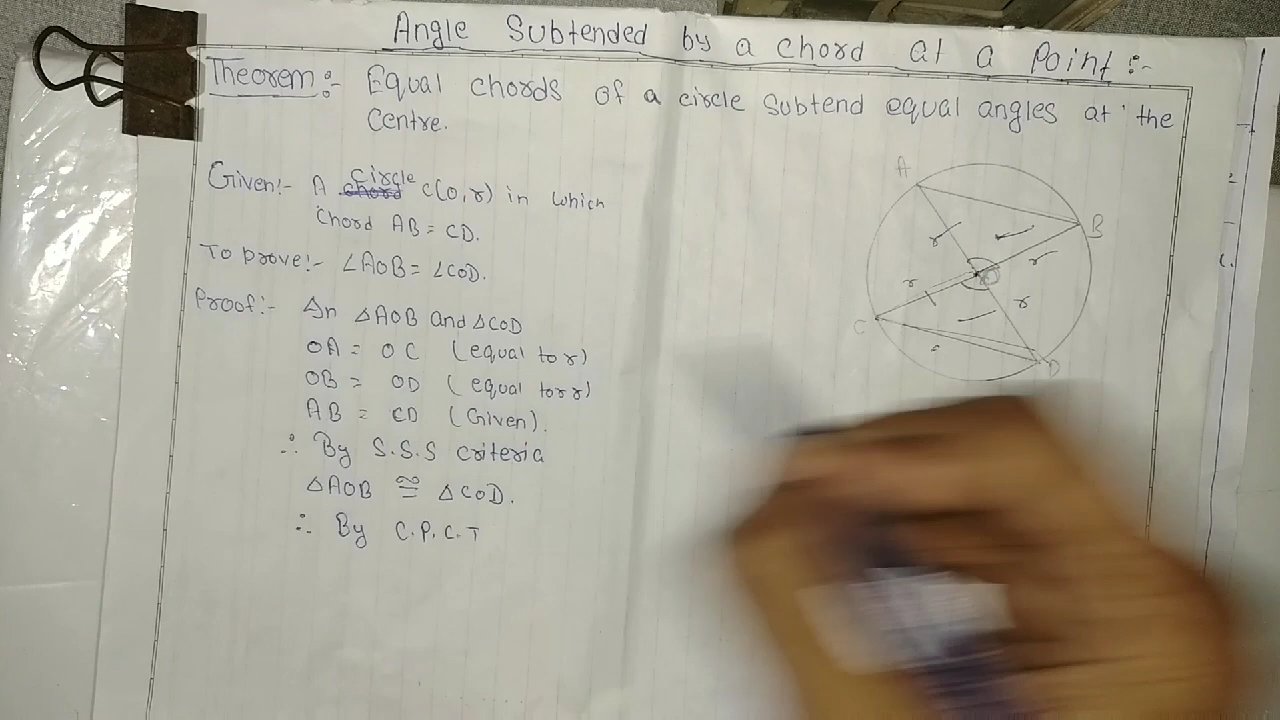 Angle Subtended by a chord at a Point :-
Theorem :- Equal chords of a circle subtend equal angles at the
Centre.
Given:- A circle c(o,r) in which
Chord AB = CD.
To prove:- ∠AOB = ∠COD.
Proof:- In △AOB and △COD
OA = OC (equal to r)
OB = OD (equal to r)
AB = CD (Given).
∴ By S.S.S criteria
△AOB ≅ △COD.
∴ By C.P.C.T
A
B
r
r
r
r
C
D